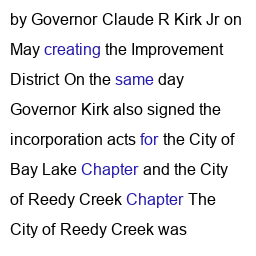 by Governor Claude R Kirk Jr on
May creating the Improvement
District On the same day
Governor Kirk also signed the
incorporation acts for the City of
Bay Lake Chapter and the City
of Reedy Creek Chapter The
City of Reedy Creek was